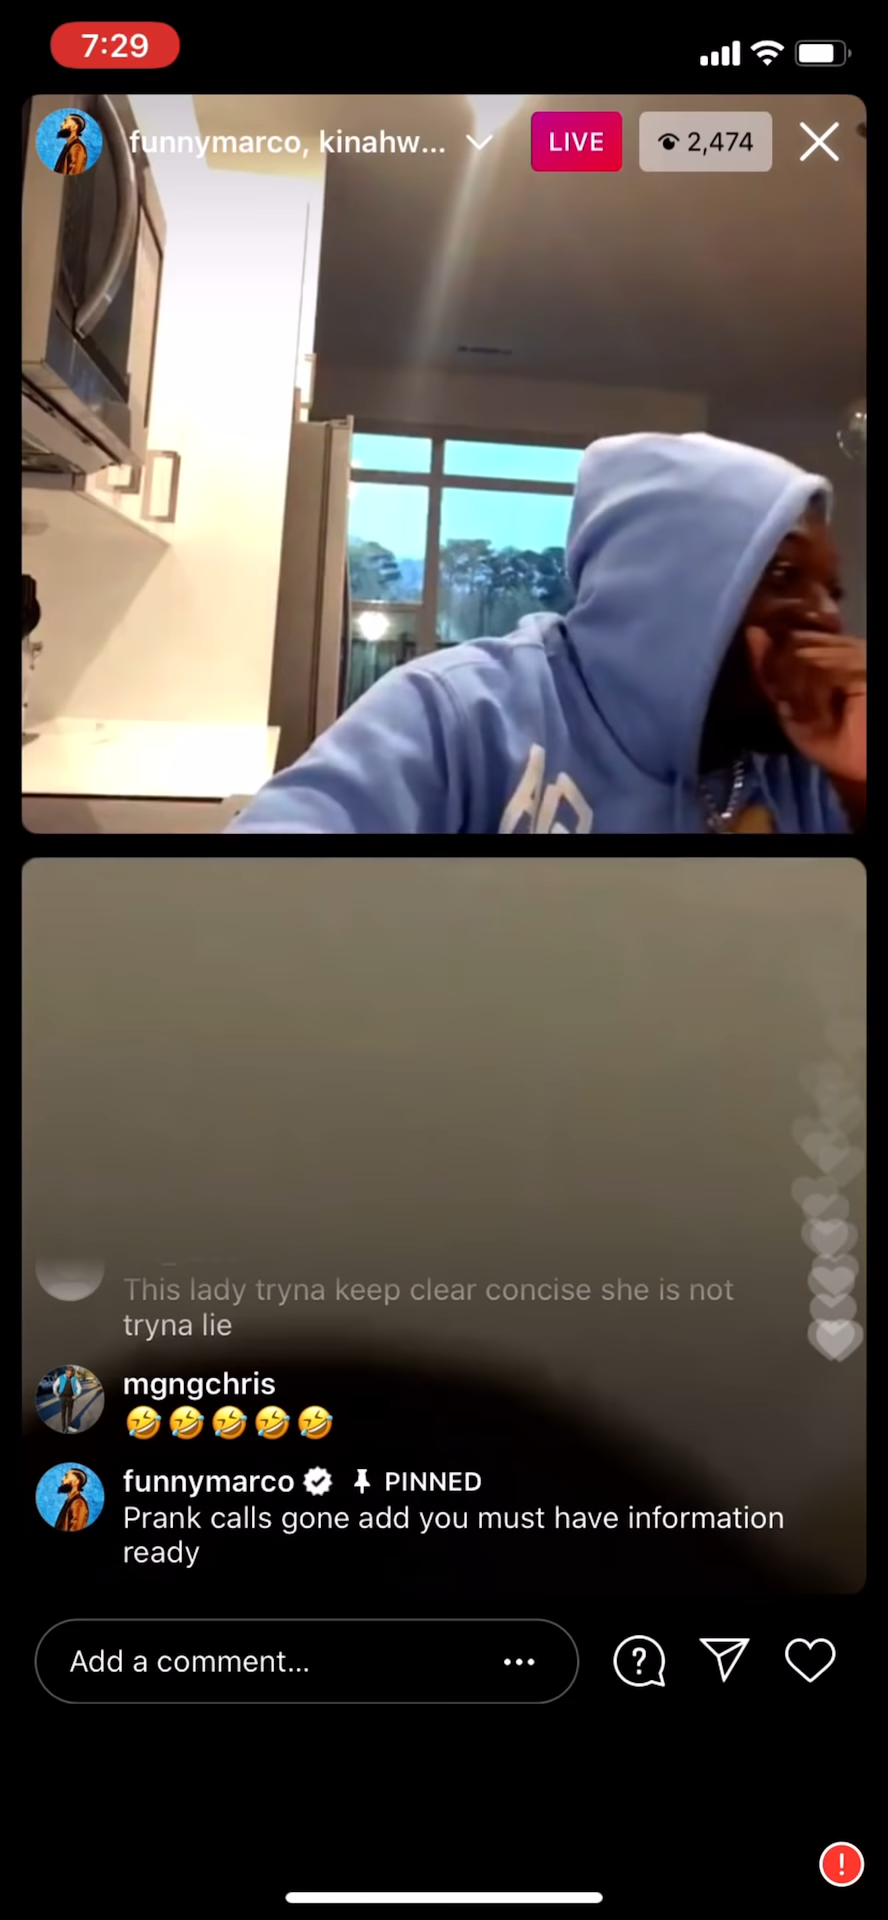 7:29
funnymarco, kinahw...
LIVE
2,474
This lady tryna keep clear concise she is not
tryna lie
mgngchris
🤣🤣🤣🤣🤣
funnymarco PINNED
Prank calls gone add you must have information
ready
Add a comment...